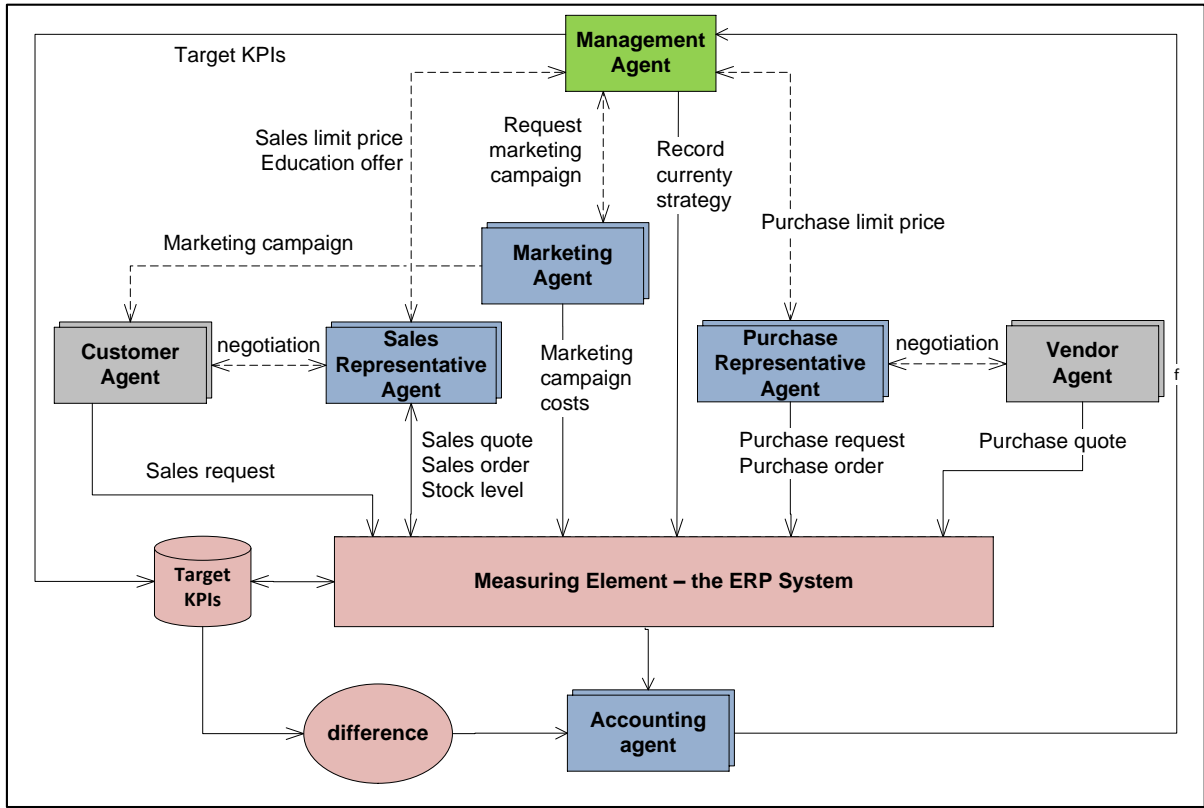 Management
Agent
Target KPIs
Sales limit price
Education offer
Request
marketing
campaign
Record
currenty
strategy
Purchase limit price
Marketing campaign
Marketing
Agent
Customer
Agent
negotiation
Sales
Representative
Agent
Marketing
campaign
costs
Purchase
Representative
Agent
negotiation
Vendor
Agent
f
Sales request
Sales quote
Sales order
Stock level
Purchase request
Purchase order
Purchase quote
Target
KPIs
Measuring Element – the ERP System
difference
Accounting
agent